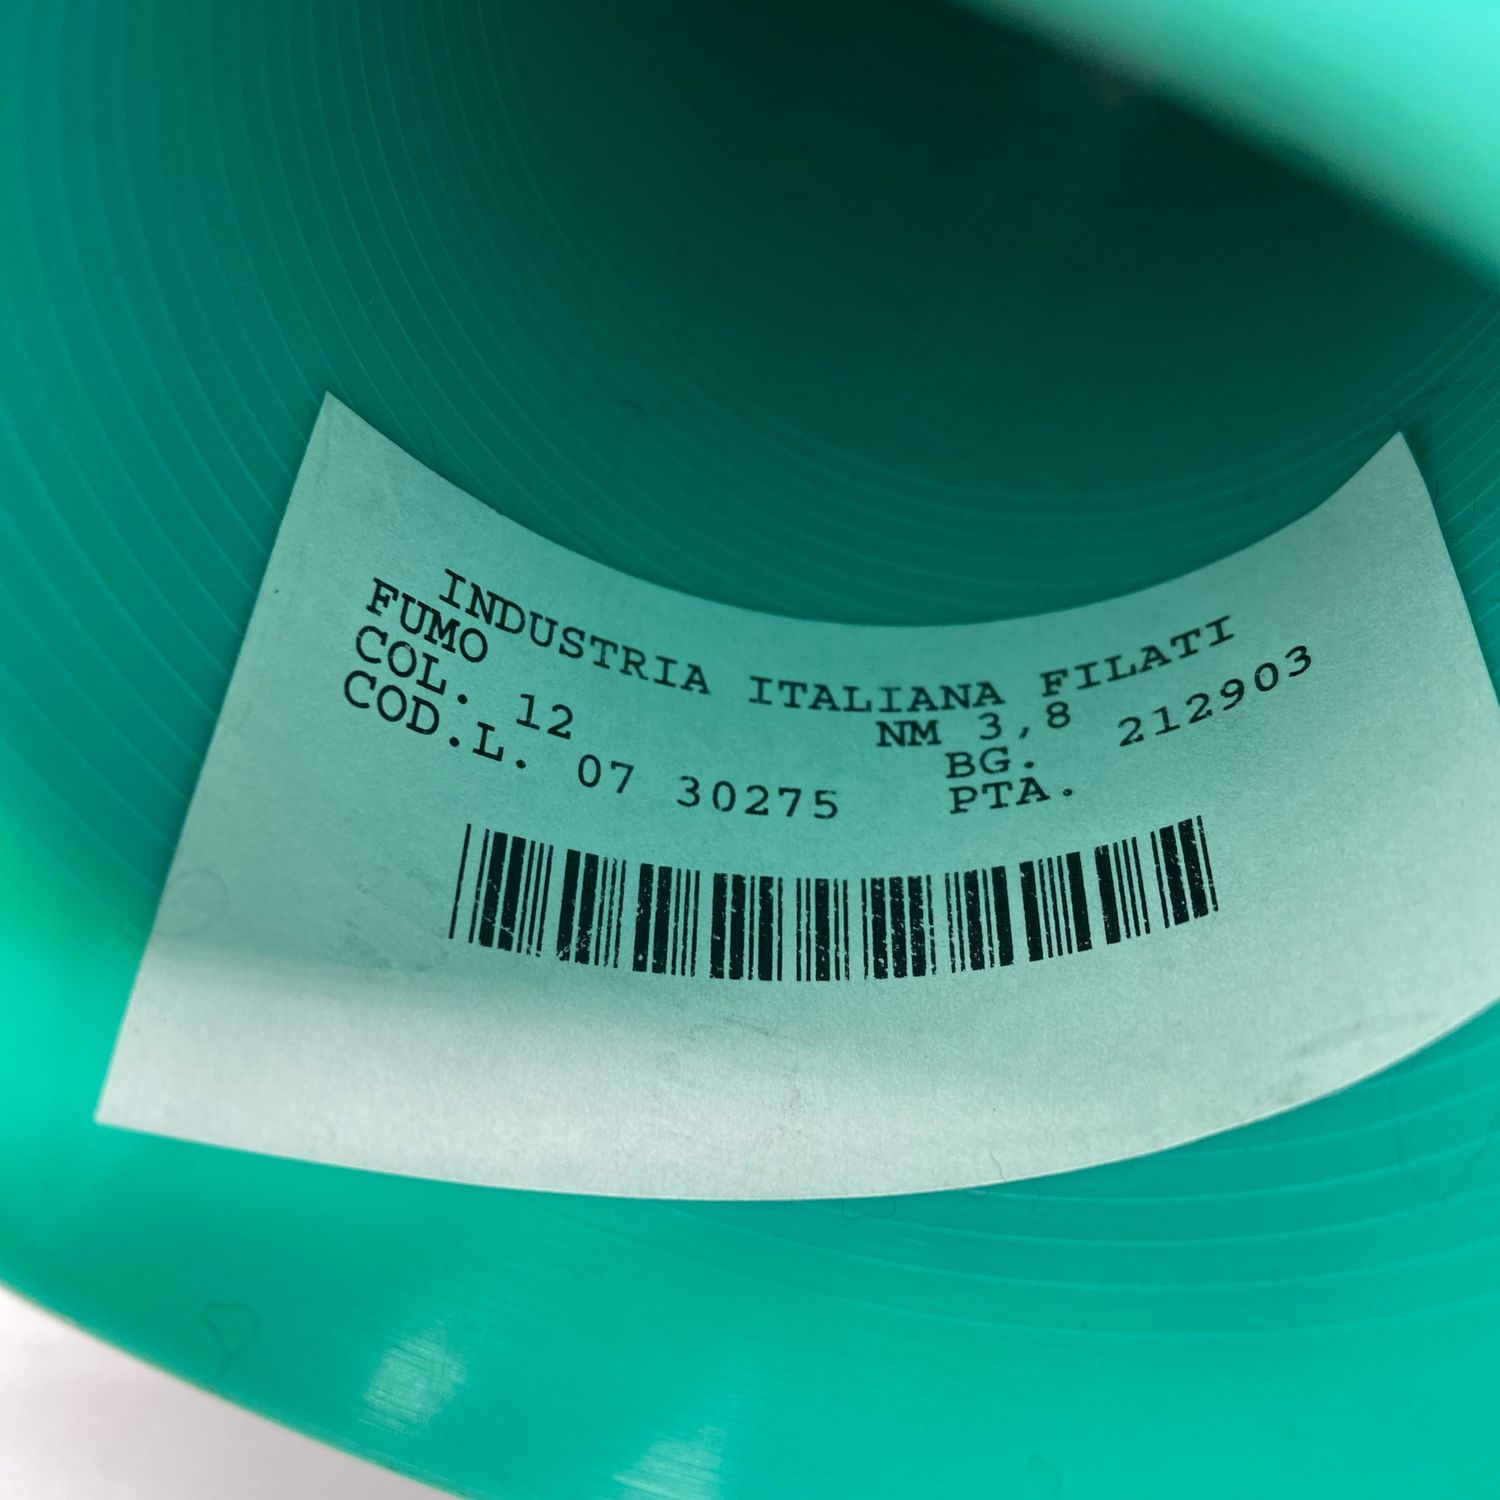 INDUSTRIA ITALIANA FILATI
FUMO NM 3,8
COL. 12 BG. 212903
COD.L. 07 30275 PTA.